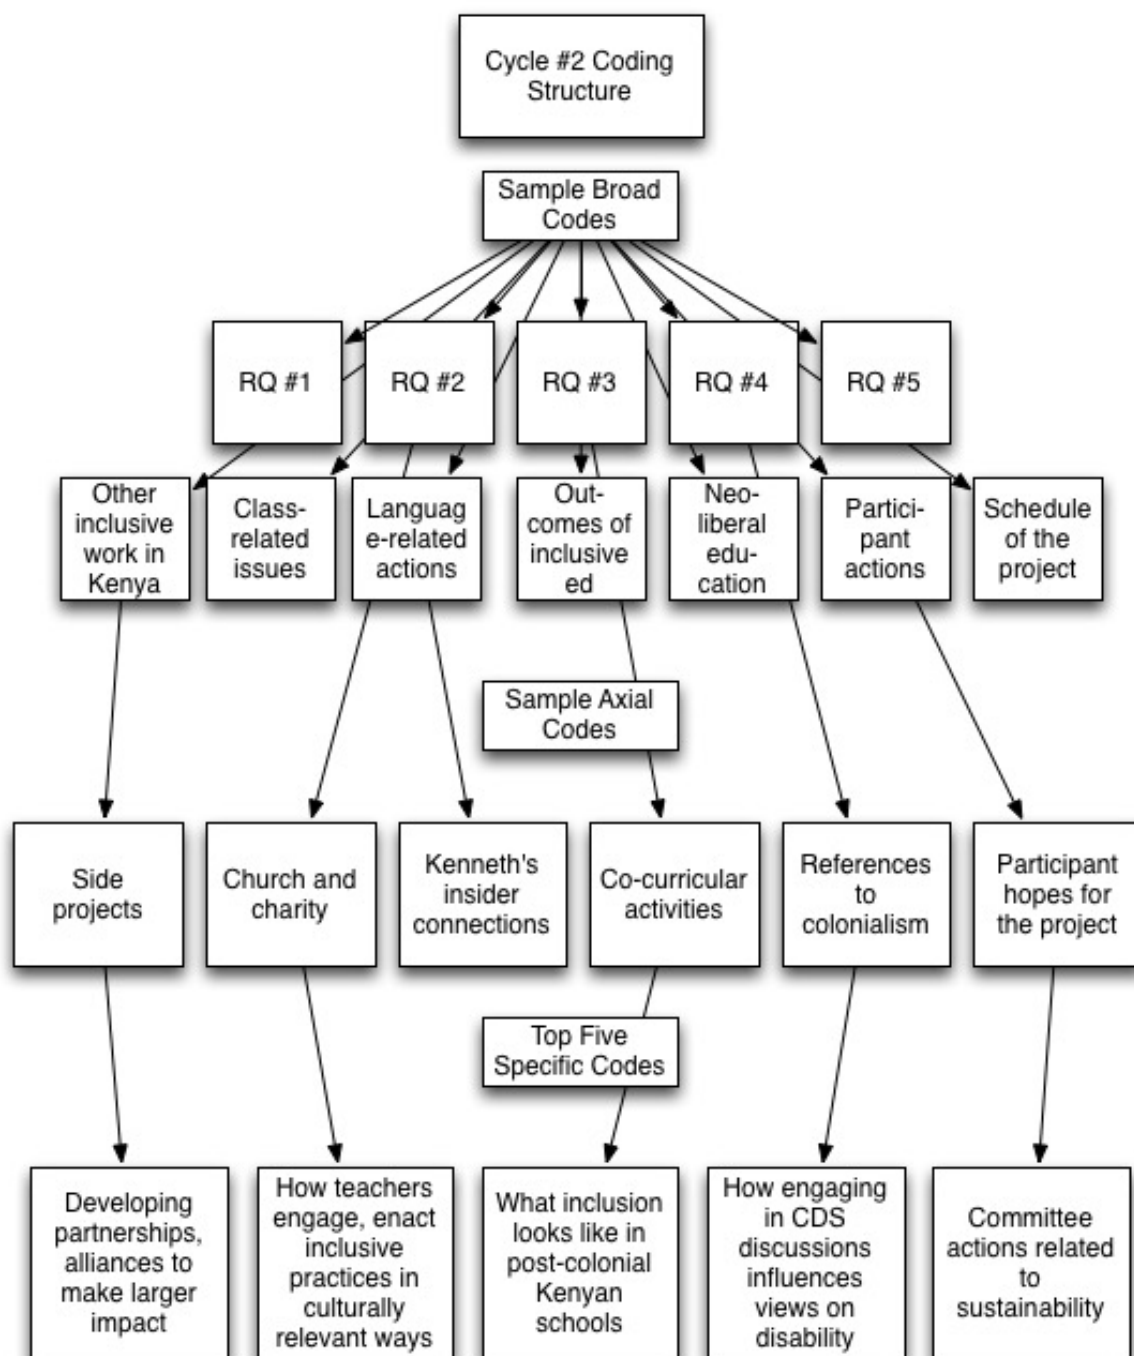 Cycle #2 Coding
Structure
Sample Broad
Codes
RQ #1
RQ #2
RQ #3
RQ #4
RQ #5
Other
inclusive
work in
Kenya
Class-
related
issues
Languag
e-related
actions
Out-
comes of
inclusive
ed
Neo-
liberal
edu-
cation
Partici-
pant
actions
Schedule
of the
project
Sample Axial
Codes
Side
projects
Church and
charity
Kenneth's
insider
connections
Co-curricular
activities
References
to
colonialism
Participant
hopes for
the project
Top Five
Specific Codes
Developing
partnerships,
alliances to
make larger
impact
How teachers
engage, enact
inclusive
practices in
culturally
relevant ways
What inclusion
looks like in
post-colonial
Kenyan
schools
How engaging
in CDS
discussions
influences
views on
disability
Committee
actions related
to
sustainability